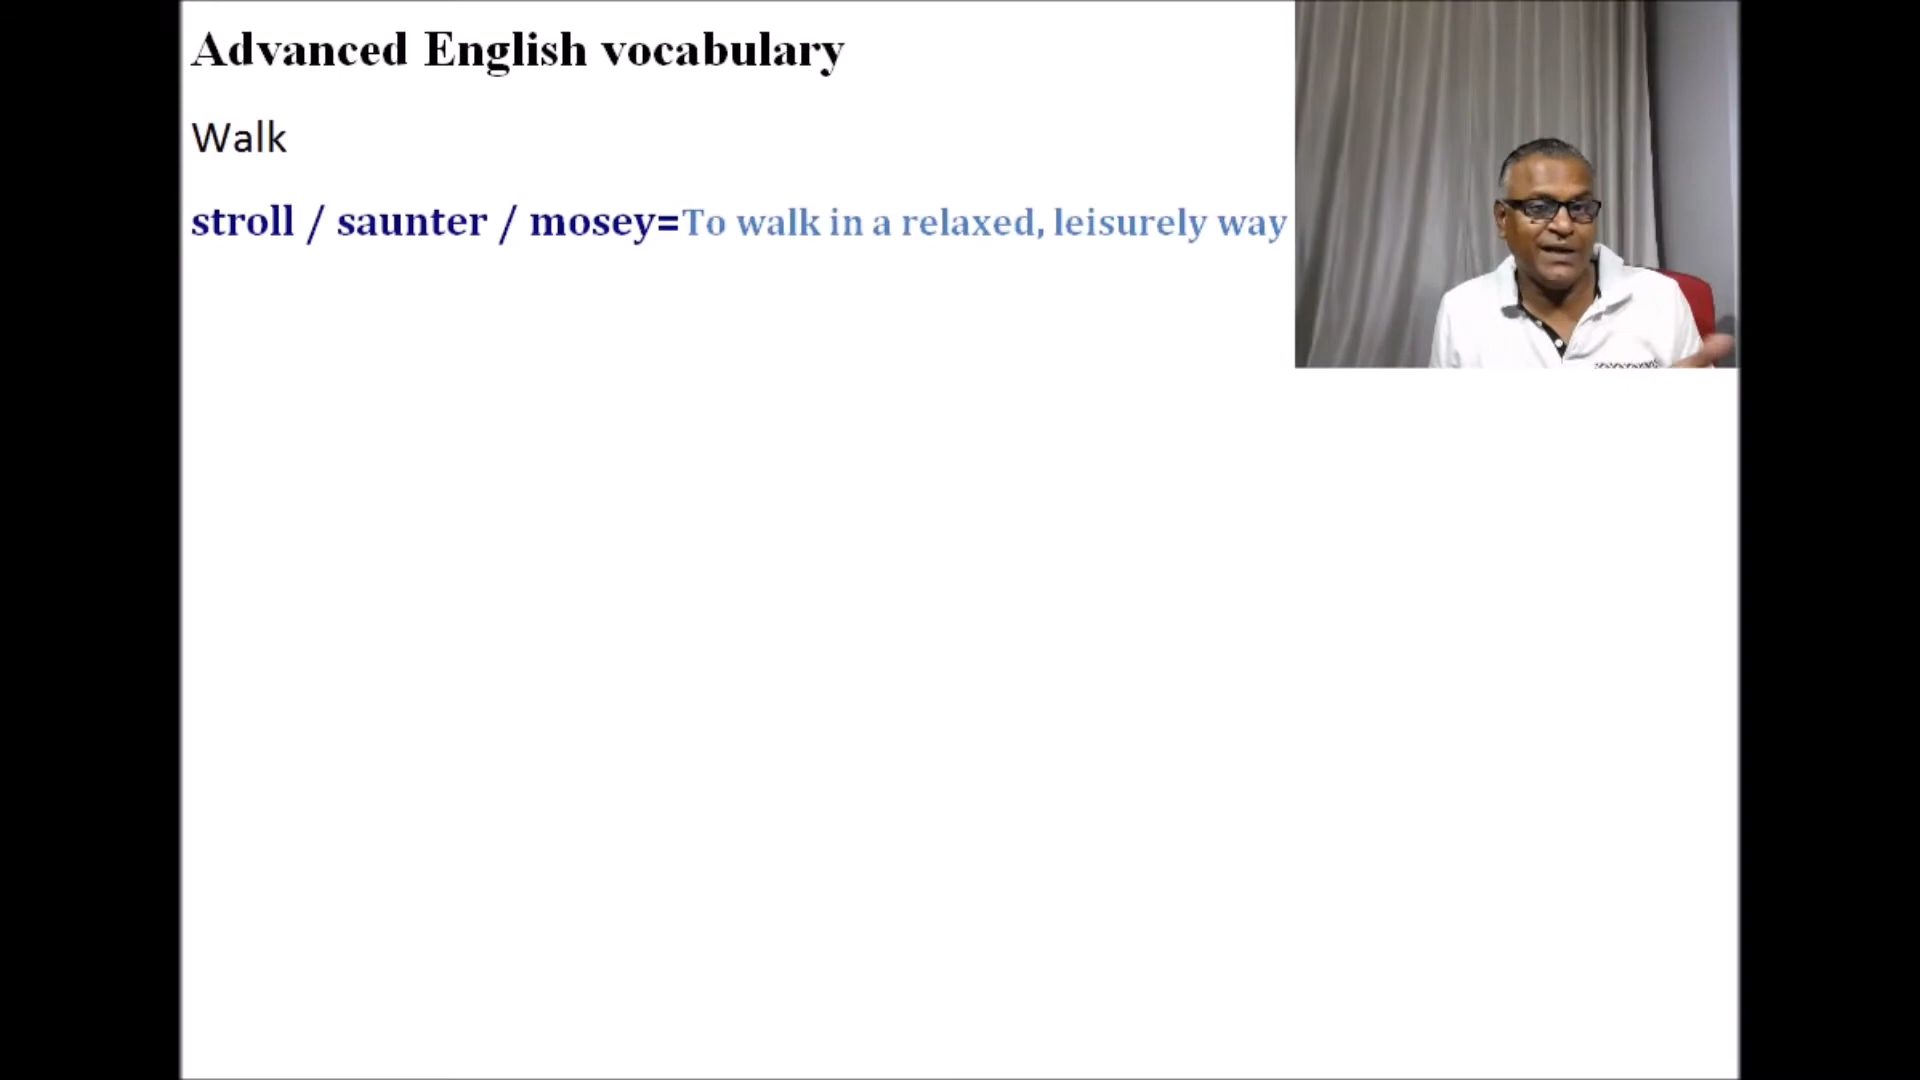 Advanced English vocabulary
Walk
stroll / saunter / mosey=To walk in a relaxed, leisurely way